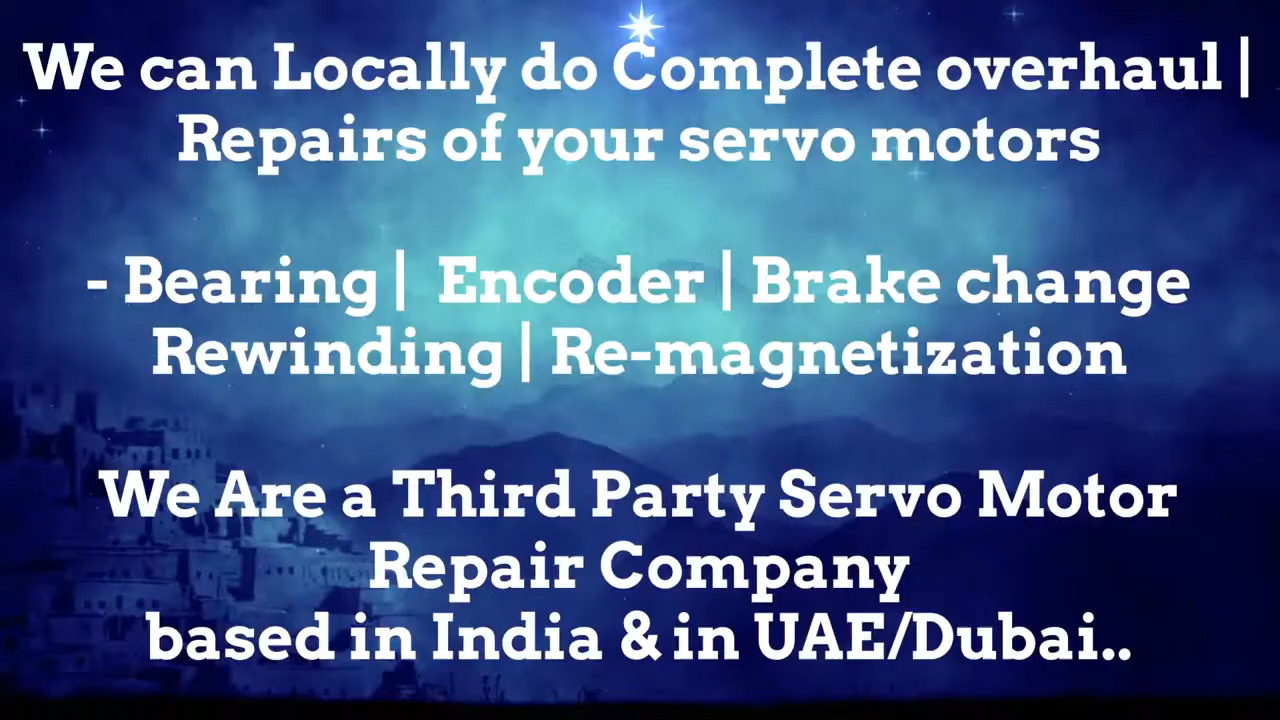 We can Locally do Complete overhaul |
Repairs of your servo motors
- Bearing | Encoder | Brake change
Rewinding | Re-magnetization
We Are a Third Party Servo Motor
Repair Company
based in India & in UAE/Dubai..